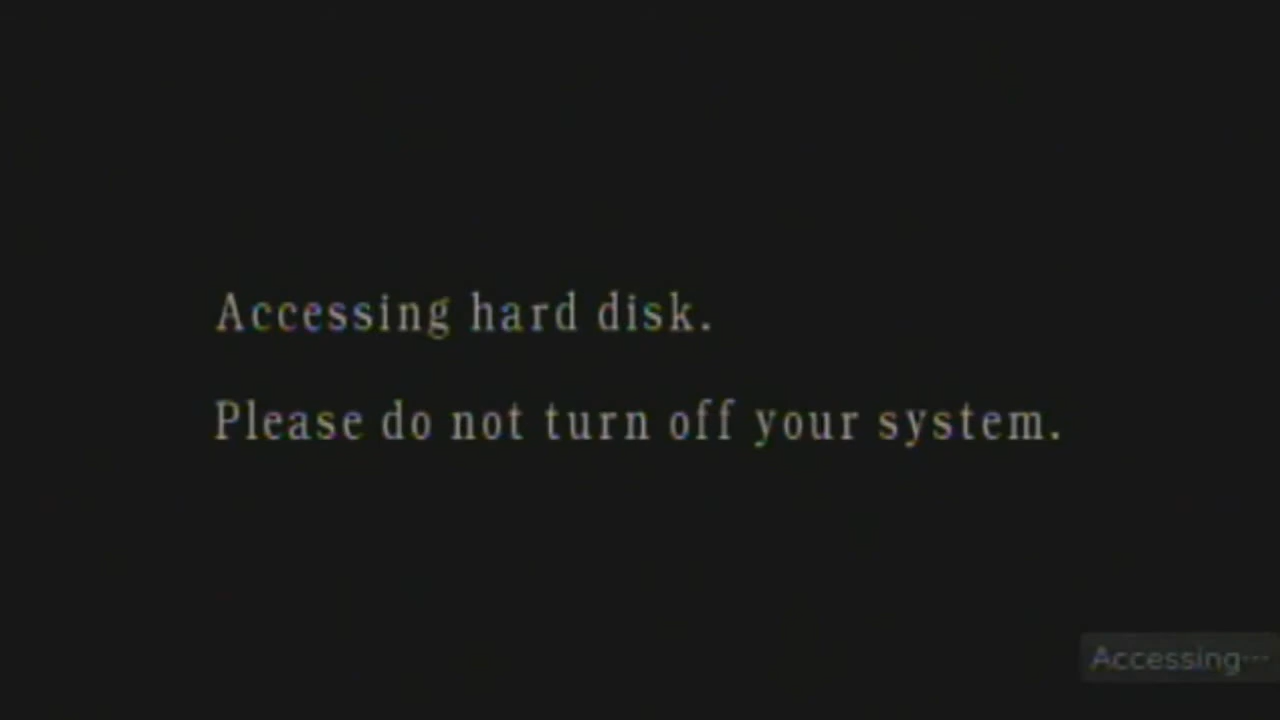 Accessing hard disk.
Please do not turn off your system.
Accessing···